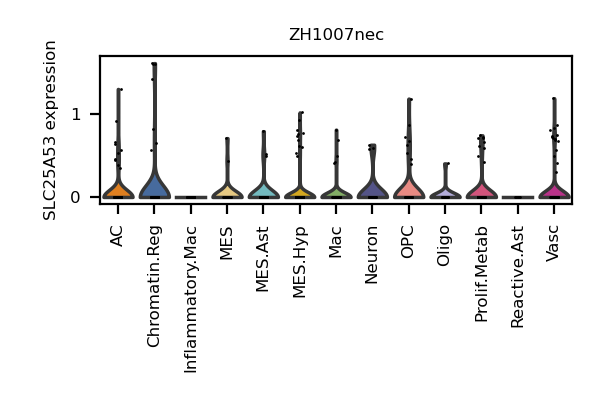 ZH1007nec
SLC25A53 expression
1
0
AC
Chromatin.Reg
Inflammatory.Mac
MES
MES.Ast
MES.Hyp
Mac
Neuron
OPC
Oligo
Prolif.Metab
Reactive.Ast
Vasc